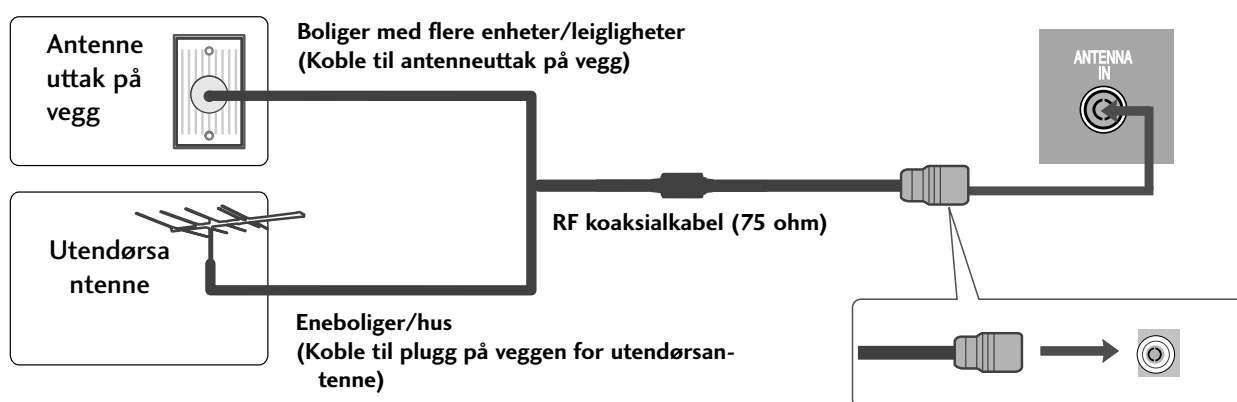 Antenne
uttak på
vegg
Boliger med flere enheter/leigligheter
(Koble til antenneuttak på vegg)
ANTENNA
IN
RF koaksialkabel (75 ohm)
Utendørsa
ntenne
Eneboliger/hus
(Koble til plugg på veggen for utendørsan-
tenne)